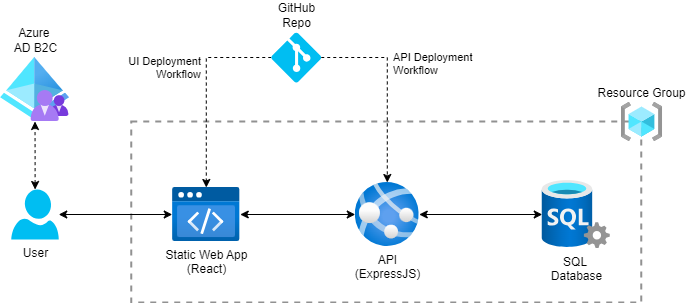 GitHub
Repo
Azure
AD B2C
UI Deployment
Workflow
API Deployment
Workflow
Resource Group
SQL
User
Static Web App
(React)
API
(ExpressJS)
SQL
Database